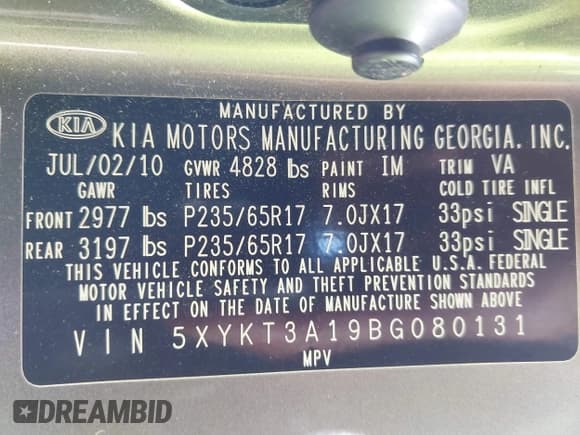 MANUFACTURED BY
KIA KIA MOTORS MANUFACTURING GEORGIA, INC.
JUL/02/10 GVWR 4828 lbs PAINT IM TRIM VA
GAWR TIRES RIMS COLD TIRE INFL
FRONT 2977 lbs P235/65R17 7.0JX17 33psi SINGLE
REAR 3197 lbs P235/65R17 7.0JX17 33psi SINGLE
THIS VEHICLE CONFORMS TO ALL APPLICABLE U.S.A. FEDERAL
MOTOR VEHICLE SAFETY AND THEFT PREVENTION STANDARDS
IN EFFECT ON THE DATE OF MANUFACTURE SHOWN ABOVE
VIN 5XYKT3A19BG080131
MPV
DREAMBID